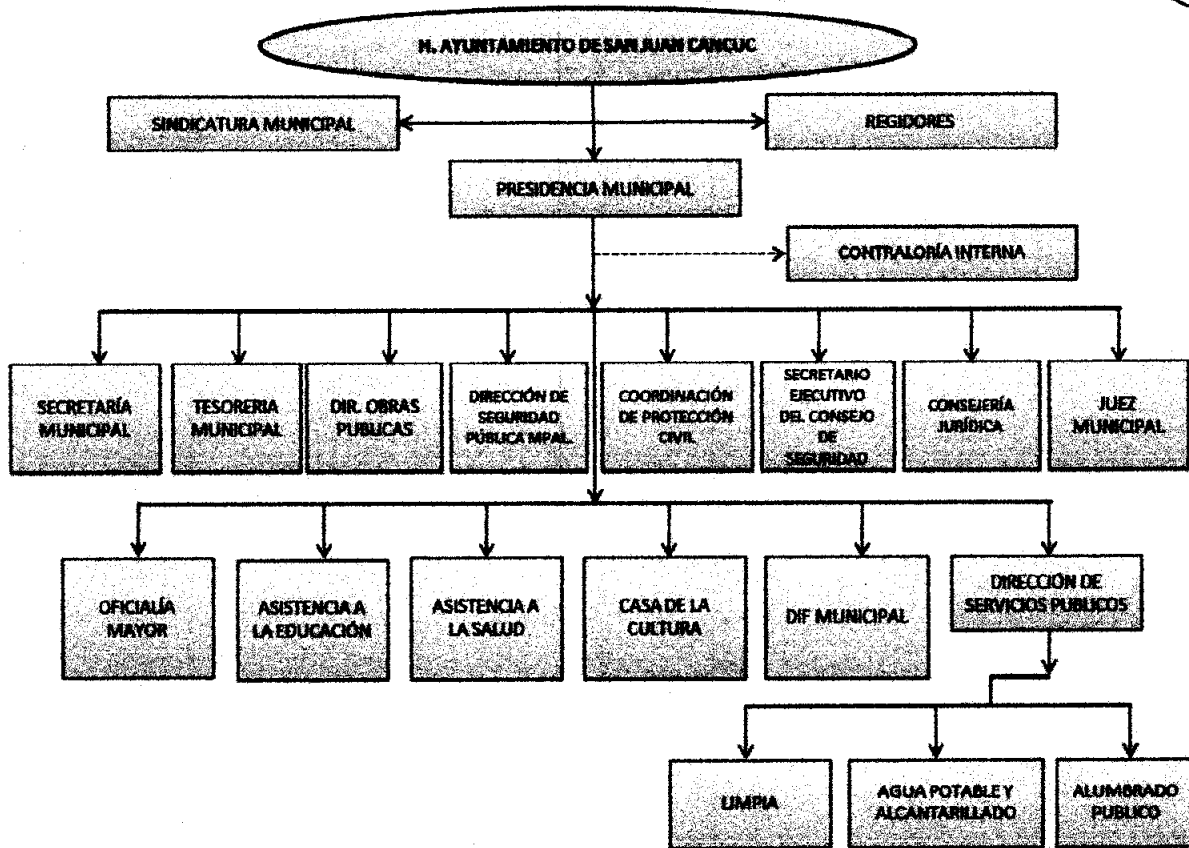 H. AYUNTAMIENTO DE SAN JUAN CANCUC
SINDICATURA MUNICIPAL
REGIDORES
PRESIDENCIA MUNICIPAL
CONTRALORÍA INTERNA
SECRETARÍA
MUNICIPAL
TESORERIA
MUNICIPAL
DIR. OBRAS
PUBLICAS
DIRECCIÓN DE
SEGURIDAD
PÚBLICA MPAL.
COORDINACIÓN
DE PROTECCIÓN
CIVIL
SECRETARIO
EJECUTIVO
DEL CONSEJO
DE
SEGURIDAD
CONSEJERÍA
JURÍDICA
JUEZ
MUNICIPAL
OFICIALÍA
MAYOR
ASISTENCIA A
LA EDUCACIÓN
ASISTENCIA A
LA SALUD
CASA DE LA
CULTURA
DIF MUNICIPAL
DIRECCIÓN DE
SERVICIOS PUBLICOS
LIMPIA
AGUA POTABLE Y
ALCANTARILLADO
ALUMBRADO
PUBLICO